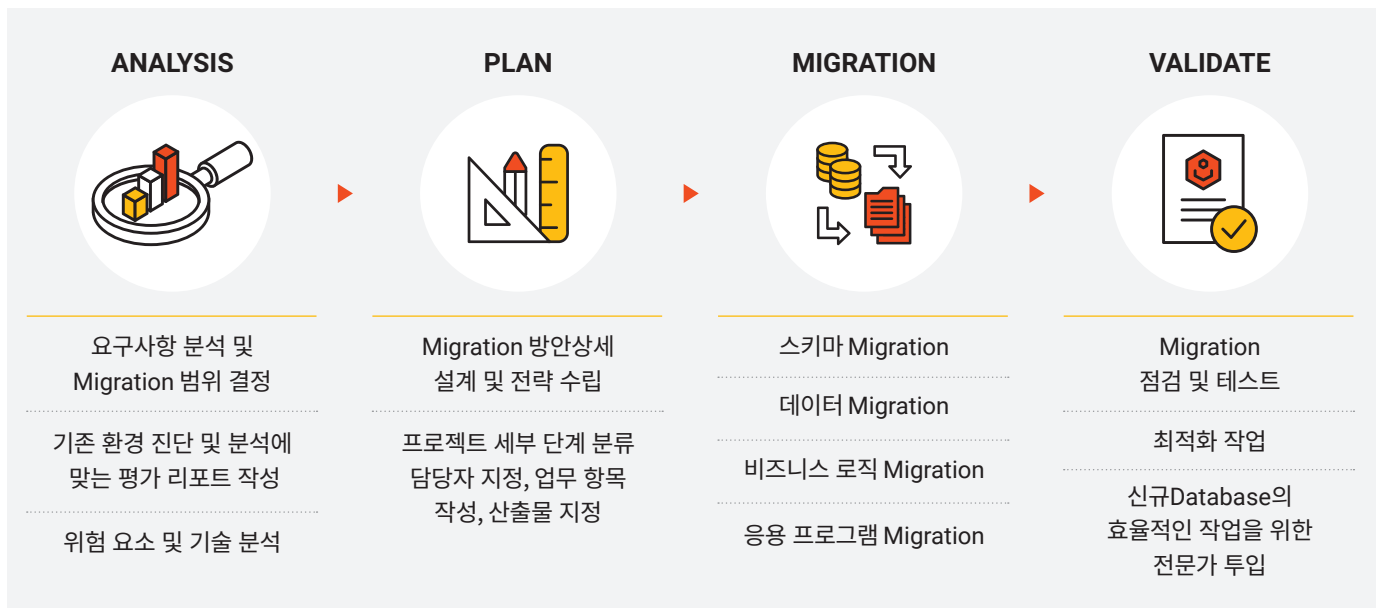 ANALYSIS
요구사항 분석 및
Migration 범위 결정
기존 환경 진단 및 분석에
맞는 평가 리포트 작성
위험 요소 및 기술 분석
PLAN
Migration 방안상세
설계 및 전략 수립
프로젝트 세부 단계 분류
담당자 지정, 업무 항목
작성, 산출물 지정
MIGRATION
스키마 Migration
데이터 Migration
비즈니스 로직 Migration
응용 프로그램 Migration
VALIDATE
Migration
점검 및 테스트
최적화 작업
신규Database의
효율적인 작업을 위한
전문가 투입